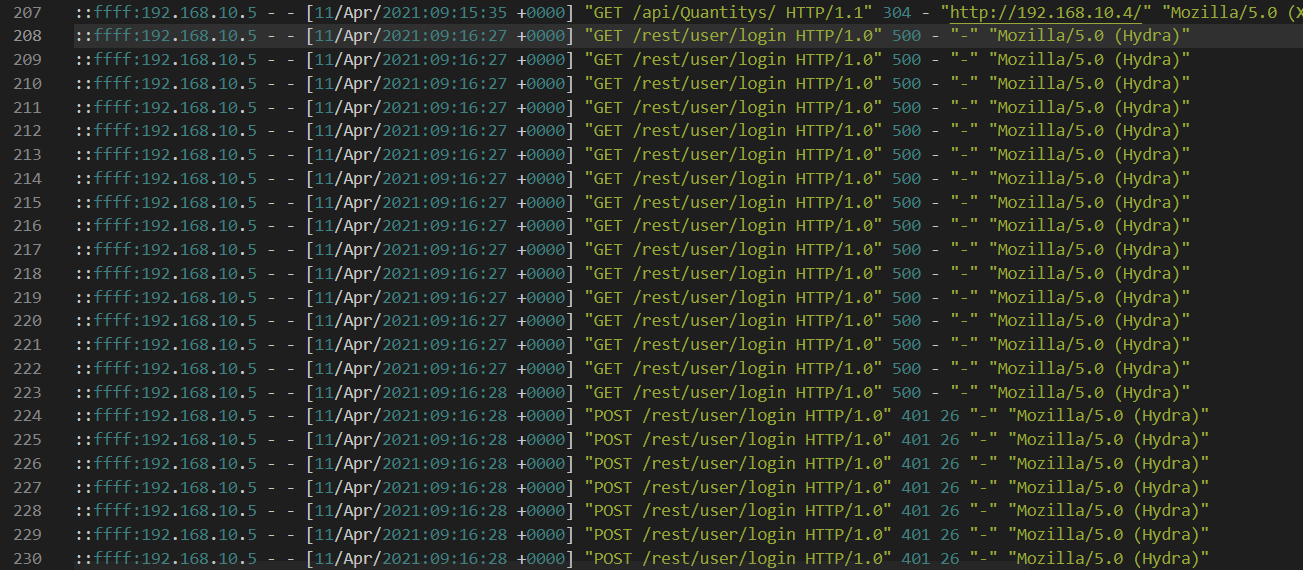 207 ::ffff:192.168.10.5 - - [11/Apr/2021:09:15:35 +0000] "GET /api/Quantitys/ HTTP/1.1" 304 - "http://192.168.10.4/" "Mozilla/5.0 (X
208 ::ffff:192.168.10.5 - - [11/Apr/2021:09:16:27 +0000] "GET /rest/user/login HTTP/1.0" 500 - "-" "Mozilla/5.0 (Hydra)"
209 ::ffff:192.168.10.5 - - [11/Apr/2021:09:16:27 +0000] "GET /rest/user/login HTTP/1.0" 500 - "-" "Mozilla/5.0 (Hydra)"
210 ::ffff:192.168.10.5 - - [11/Apr/2021:09:16:27 +0000] "GET /rest/user/login HTTP/1.0" 500 - "-" "Mozilla/5.0 (Hydra)"
211 ::ffff:192.168.10.5 - - [11/Apr/2021:09:16:27 +0000] "GET /rest/user/login HTTP/1.0" 500 - "-" "Mozilla/5.0 (Hydra)"
212 ::ffff:192.168.10.5 - - [11/Apr/2021:09:16:27 +0000] "GET /rest/user/login HTTP/1.0" 500 - "-" "Mozilla/5.0 (Hydra)"
213 ::ffff:192.168.10.5 - - [11/Apr/2021:09:16:27 +0000] "GET /rest/user/login HTTP/1.0" 500 - "-" "Mozilla/5.0 (Hydra)"
214 ::ffff:192.168.10.5 - - [11/Apr/2021:09:16:27 +0000] "GET /rest/user/login HTTP/1.0" 500 - "-" "Mozilla/5.0 (Hydra)"
215 ::ffff:192.168.10.5 - - [11/Apr/2021:09:16:27 +0000] "GET /rest/user/login HTTP/1.0" 500 - "-" "Mozilla/5.0 (Hydra)"
216 ::ffff:192.168.10.5 - - [11/Apr/2021:09:16:27 +0000] "GET /rest/user/login HTTP/1.0" 500 - "-" "Mozilla/5.0 (Hydra)"
217 ::ffff:192.168.10.5 - - [11/Apr/2021:09:16:27 +0000] "GET /rest/user/login HTTP/1.0" 500 - "-" "Mozilla/5.0 (Hydra)"
218 ::ffff:192.168.10.5 - - [11/Apr/2021:09:16:27 +0000] "GET /rest/user/login HTTP/1.0" 500 - "-" "Mozilla/5.0 (Hydra)"
219 ::ffff:192.168.10.5 - - [11/Apr/2021:09:16:27 +0000] "GET /rest/user/login HTTP/1.0" 500 - "-" "Mozilla/5.0 (Hydra)"
220 ::ffff:192.168.10.5 - - [11/Apr/2021:09:16:27 +0000] "GET /rest/user/login HTTP/1.0" 500 - "-" "Mozilla/5.0 (Hydra)"
221 ::ffff:192.168.10.5 - - [11/Apr/2021:09:16:27 +0000] "GET /rest/user/login HTTP/1.0" 500 - "-" "Mozilla/5.0 (Hydra)"
222 ::ffff:192.168.10.5 - - [11/Apr/2021:09:16:27 +0000] "GET /rest/user/login HTTP/1.0" 500 - "-" "Mozilla/5.0 (Hydra)"
223 ::ffff:192.168.10.5 - - [11/Apr/2021:09:16:28 +0000] "GET /rest/user/login HTTP/1.0" 500 - "-" "Mozilla/5.0 (Hydra)"
224 ::ffff:192.168.10.5 - - [11/Apr/2021:09:16:28 +0000] "POST /rest/user/login HTTP/1.0" 401 26 "-" "Mozilla/5.0 (Hydra)"
225 ::ffff:192.168.10.5 - - [11/Apr/2021:09:16:28 +0000] "POST /rest/user/login HTTP/1.0" 401 26 "-" "Mozilla/5.0 (Hydra)"
226 ::ffff:192.168.10.5 - - [11/Apr/2021:09:16:28 +0000] "POST /rest/user/login HTTP/1.0" 401 26 "-" "Mozilla/5.0 (Hydra)"
227 ::ffff:192.168.10.5 - - [11/Apr/2021:09:16:28 +0000] "POST /rest/user/login HTTP/1.0" 401 26 "-" "Mozilla/5.0 (Hydra)"
228 ::ffff:192.168.10.5 - - [11/Apr/2021:09:16:28 +0000] "POST /rest/user/login HTTP/1.0" 401 26 "-" "Mozilla/5.0 (Hydra)"
229 ::ffff:192.168.10.5 - - [11/Apr/2021:09:16:28 +0000] "POST /rest/user/login HTTP/1.0" 401 26 "-" "Mozilla/5.0 (Hydra)"
230 ::ffff:192.168.10.5 - - [11/Apr/2021:09:16:28 +0000] "POST /rest/user/login HTTP/1.0" 401 26 "-" "Mozilla/5.0 (Hydra)"